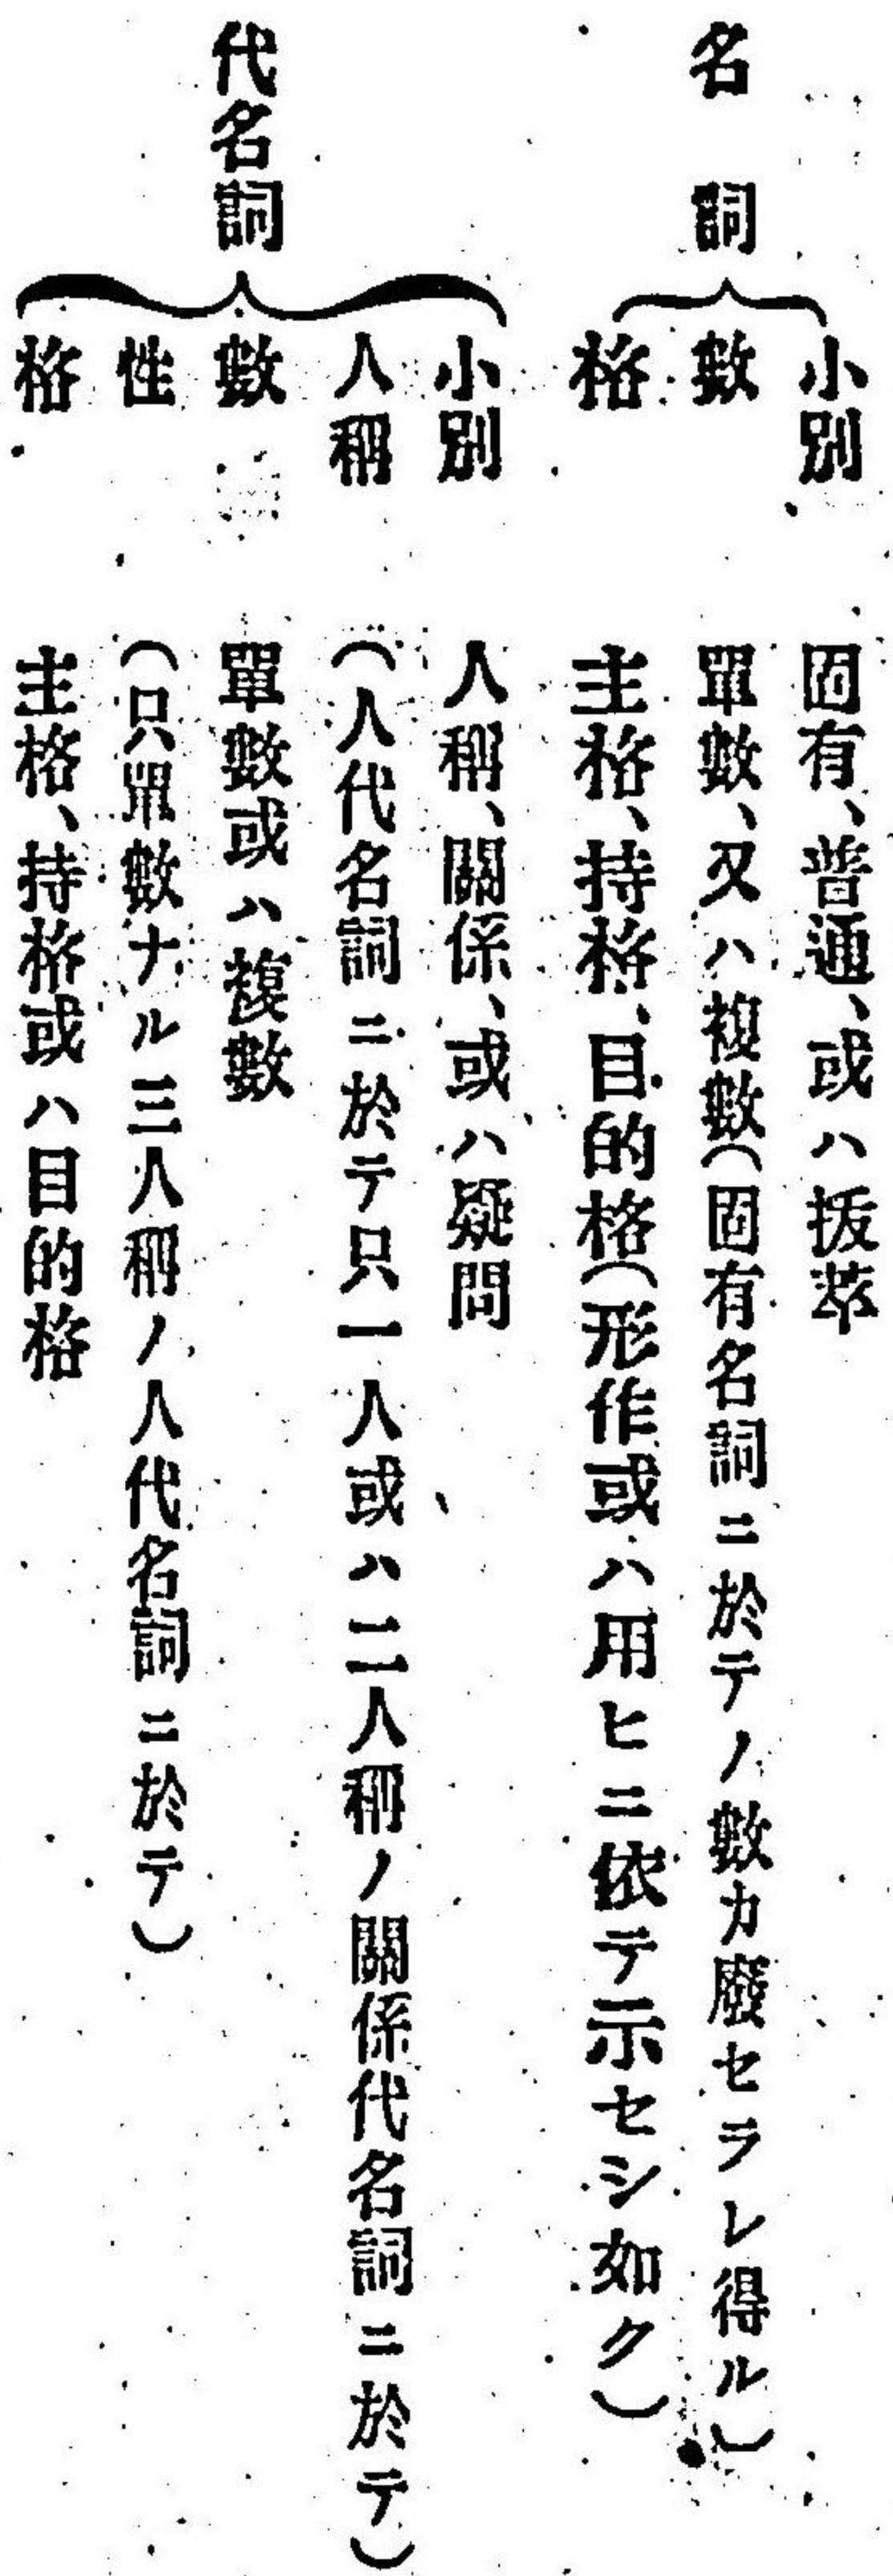 名詞
小別 固有、普通、或ハ拔萃
數 單數、又ハ複數(固有名詞ニ於テノ數カ廢セラレ得ル)
格 主格、持格、目的格(形作或ハ用ヒニ依テ示セシ如ク)
代名詞
小別 人稱、關係、或ハ疑問
人稱 (人代名詞ニ於テ只一人或ハ二人稱ノ關係代名詞ニ於テ)
數 單數或ハ複數
性 (只單數ナル三人稱ノ人代名詞ニ於テ)
格 主格、持格或ハ目的格